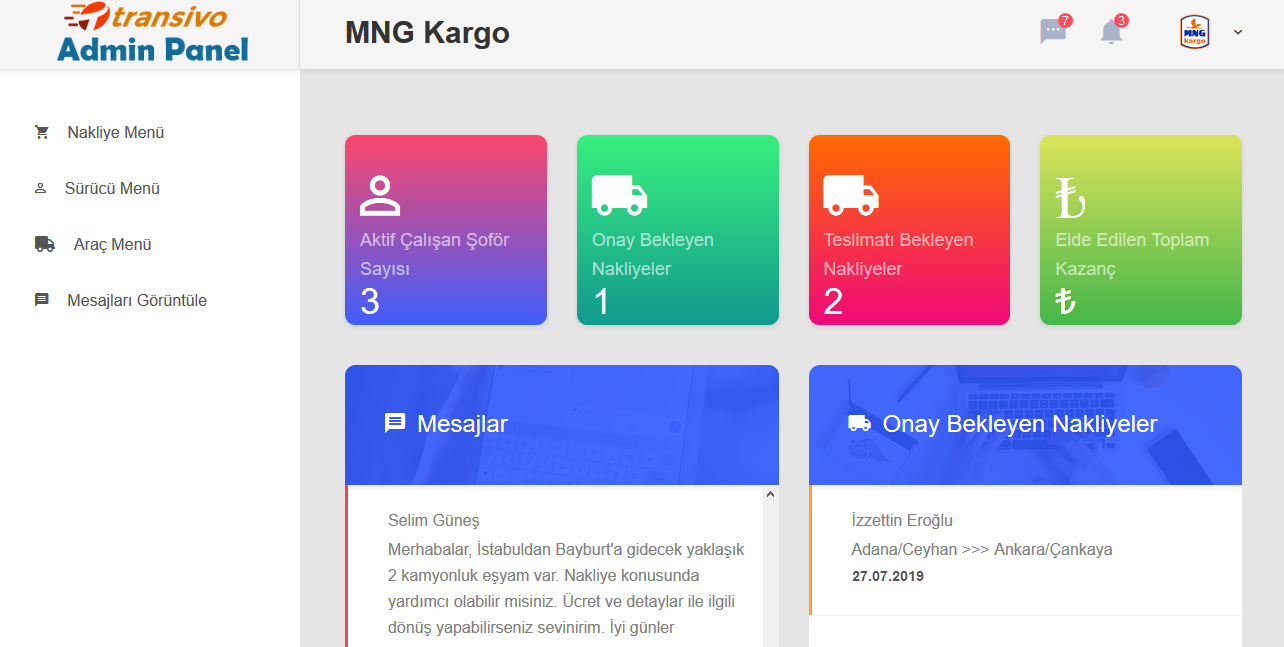 transivo
Admin Panel
MNG Kargo
7
3
MNG
kargo
Nakliye Menü
Sürücü Menü
Araç Menü
Mesajları Görüntüle
Aktif Çalışan Şoför
Sayısı
3
Onay Bekleyen
Nakliyeler
1
Teslimatı Bekleyen
Nakliyeler
2
₺
Elde Edilen Toplam
Kazanç
₺
Mesajlar
Selim Güneş
Merhabalar, İstabuldan Bayburt'a gidecek yaklaşık
2 kamyonluk eşyam var. Nakliye konusunda
yardımcı olabilir misiniz. Ücret ve detaylar ile ilgili
dönüş yapabilirseniz sevinirim. İyi günler
Onay Bekleyen Nakliyeler
İzzettin Eroğlu
Adana/Ceyhan >>> Ankara/Çankaya
27.07.2019